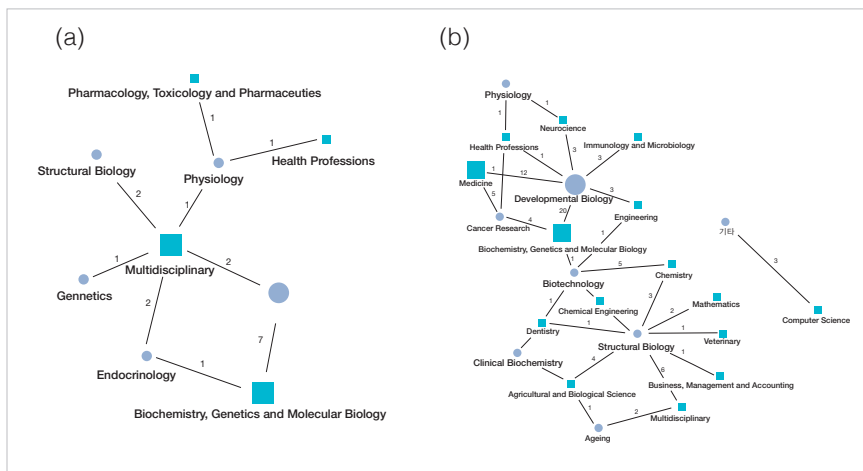 (a)
Pharmacology, Toxicology and Pharmaceuties
1
1
Health Professions
Structural Biology
Physiology
2
1
Multidisciplinary
1
2
Gennetics
2
7
Endocrinology
1
Biochemistry, Genetics and Molecular Biology
(b)
Physiology
1
1
Neurocience
Health Professions
Immunology and Microbiology
3
3
1
1
12
Medicine
5
3
Developmental Biology
20
Engineering
4
Cancer Research
1
Biochemistry, Genetics and Molecular Biology
1
5
Chemistry
Biotechnology
3
1
Chemical Engineering
2
Mathematics
Dentistry
1
1
Veterinary
Structural Biology
Clinical Biochemistry
4
1
6
Agricultural and Biological Science
Business, Management and Accounting
1
2
Multidisciplinary
Ageing
기타
3
Computer Science